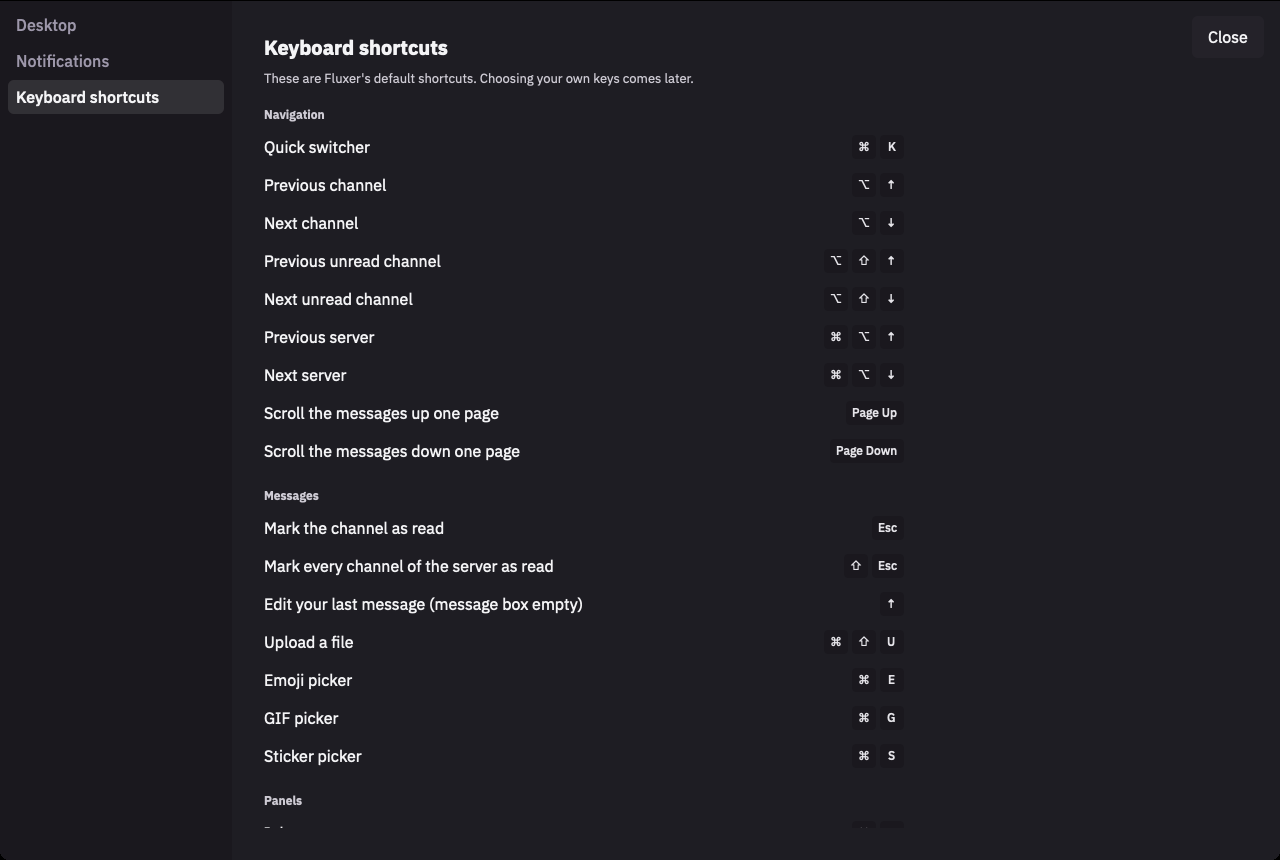 Desktop
Notifications
Keyboard shortcuts
Close
Keyboard shortcuts
These are Fluxer's default shortcuts. Choosing your own keys comes later.
Navigation
Quick switcher ⌘ K
Previous channel ⌥ ↑
Next channel ⌥ ↓
Previous unread channel ⌥ ⇧ ↑
Next unread channel ⌥ ⇧ ↓
Previous server ⌘ ⌥ ↑
Next server ⌘ ⌥ ↓
Scroll the messages up one page Page Up
Scroll the messages down one page Page Down
Messages
Mark the channel as read Esc
Mark every channel of the server as read ⇧ Esc
Edit your last message (message box empty) ↑
Upload a file ⌘ ⇧ U
Emoji picker ⌘ E
GIF picker ⌘ G
Sticker picker ⌘ S
Panels